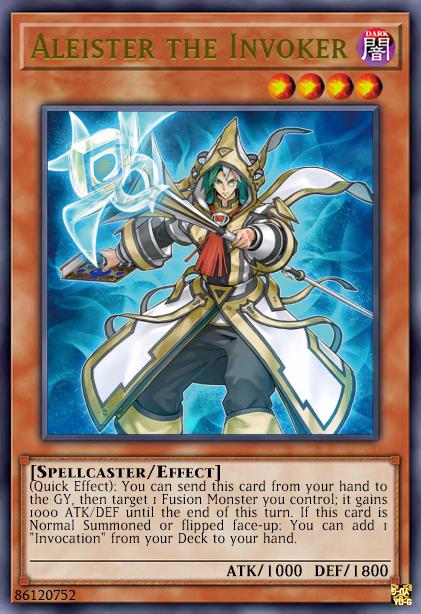 Aleister the Invoker
DARK
闇
[Spellcaster/Effect]
(Quick Effect): You can send this card from your hand to
the GY, then target 1 Fusion Monster you control; it gains
1000 ATK/DEF until the end of this turn. If this card is
Normal Summoned or flipped face-up: You can add 1
"Invocation" from your Deck to your hand.
ATK/1000 DEF/1800
86120752